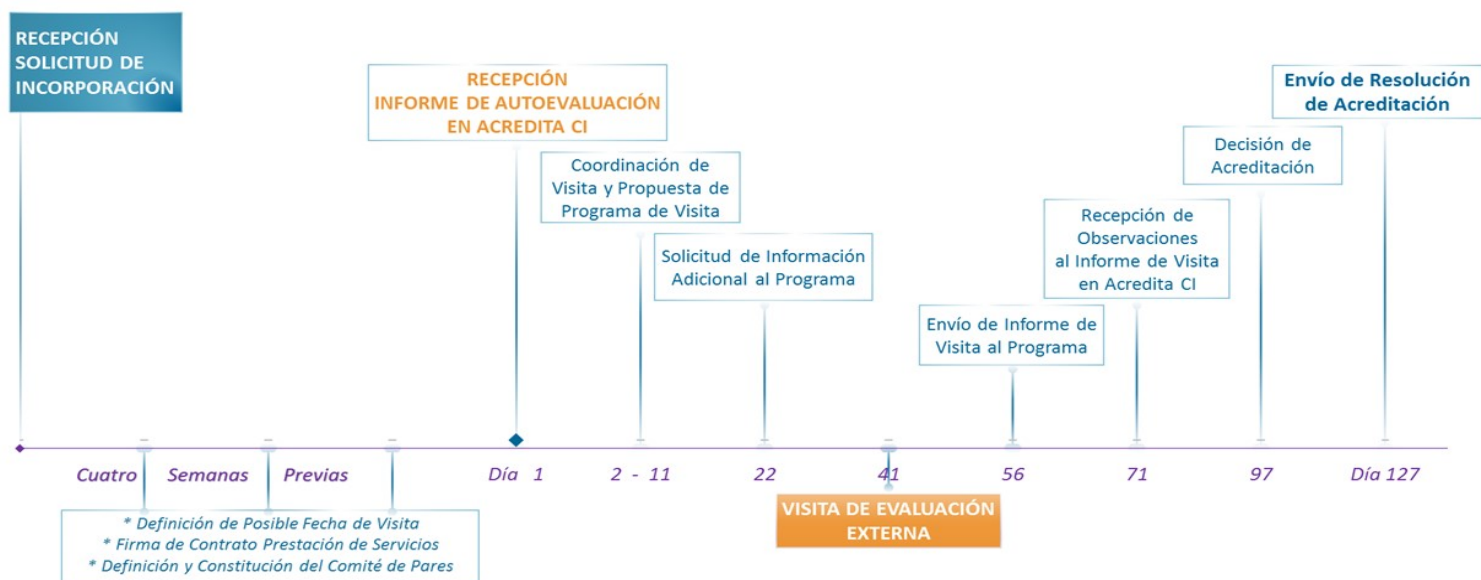 RECEPCIÓN
SOLICITUD DE
INCORPORACIÓN
RECEPCIÓN
INFORME DE AUTOEVALUACIÓN
EN ACREDITA CI
Coordinación de
Visita y Propuesta de
Programa de Visita
Solicitud de Información
Adicional al Programa
Envío de Informe de
Visita al Programa
Recepción de
Observaciones
al Informe de Visita
en Acredita CI
Decisión de
Acreditación
Envío de Resolución
de Acreditación
Cuatro Semanas Previas Día 1 2 - 11 22 41 56 71 97 Día 127
* Definición de Posible Fecha de Visita
* Firma de Contrato Prestación de Servicios
* Definición y Constitución del Comité de Pares
VISITA DE EVALUACIÓN
EXTERNA